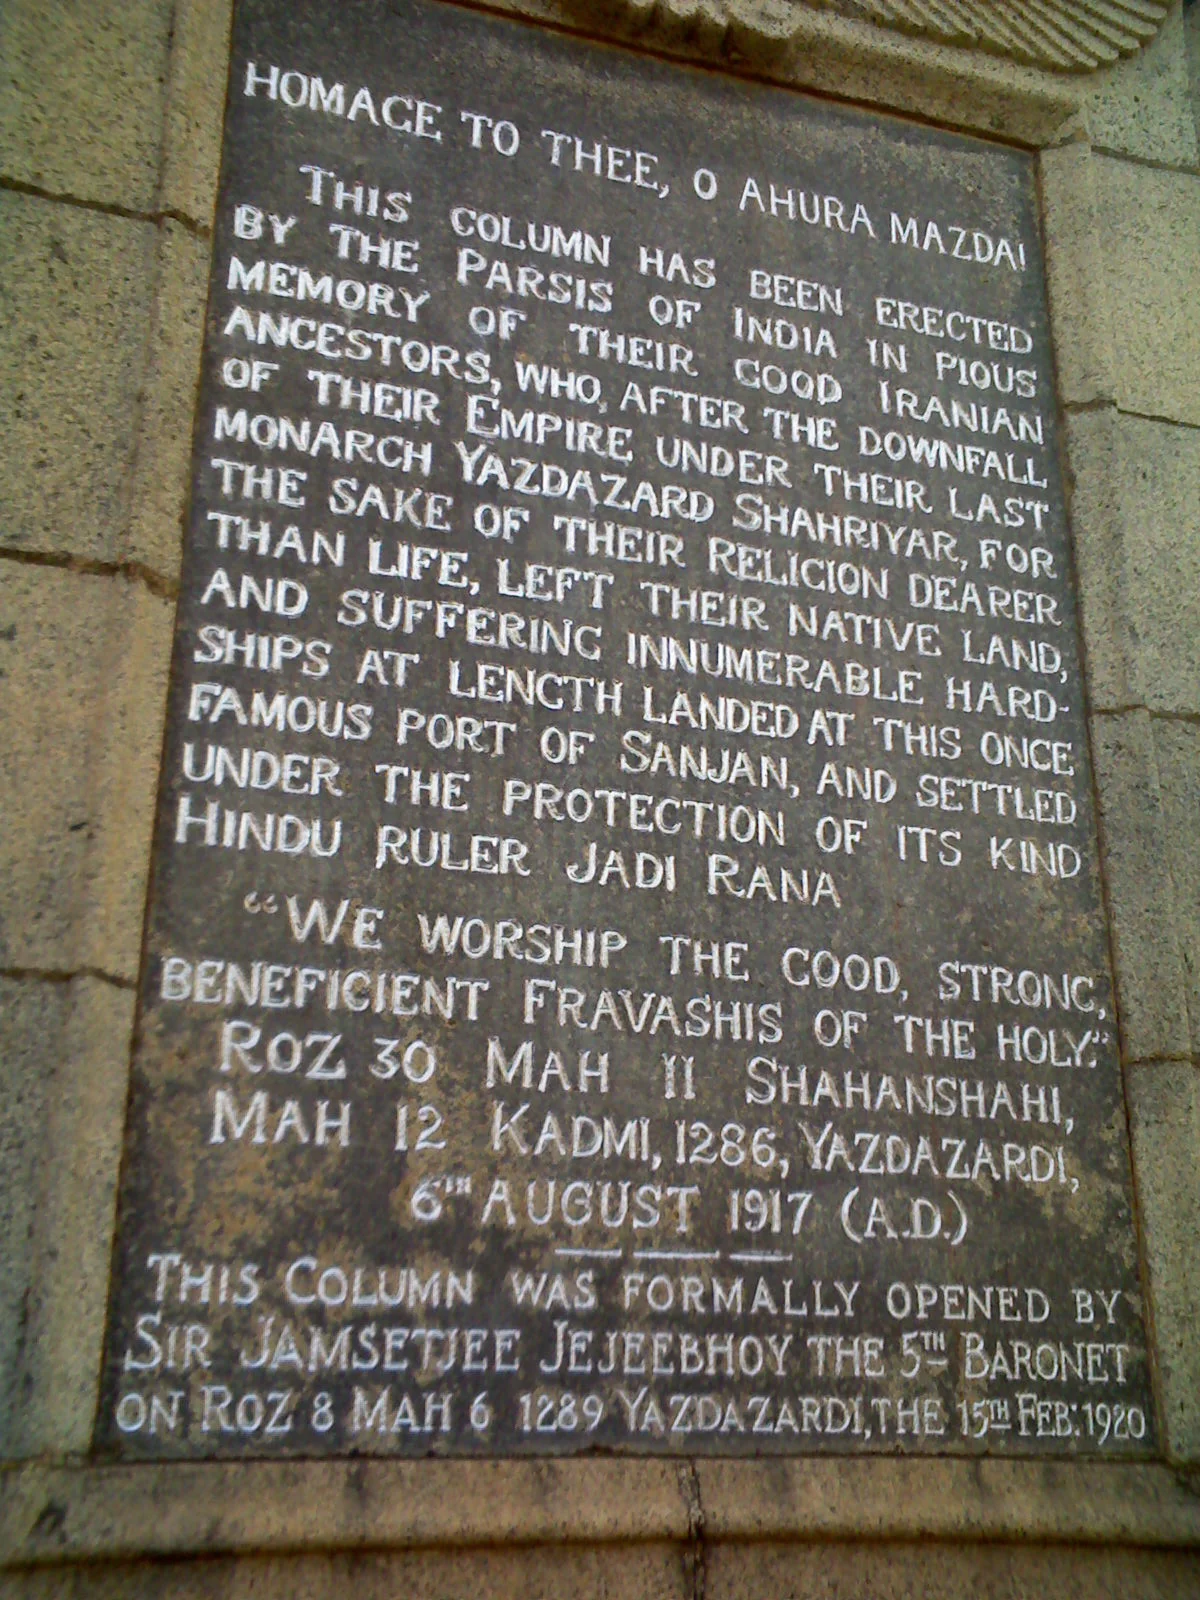 HOMAGE TO THEE, O AHURA MAZDA!
THIS COLUMN HAS BEEN ERECTED
BY THE PARSIS OF INDIA IN PIOUS
MEMORY OF THEIR GOOD IRANIAN
ANCESTORS, WHO, AFTER THE DOWNFALL
OF THEIR EMPIRE UNDER THEIR LAST
MONARCH YAZDAZARD SHAHRIYAR, FOR
THE SAKE OF THEIR RELIGION DEARER
THAN LIFE, LEFT THEIR NATIVE LAND,
AND SUFFERING INNUMERABLE HARD-
SHIPS AT LENGTH LANDED AT THIS ONCE
FAMOUS PORT OF SANJAN, AND SETTLED
UNDER THE PROTECTION OF ITS KIND
HINDU RULER JADI RANA
"WE WORSHIP THE GOOD, STRONG,
BENEFICIENT FRAVASHIS OF THE HOLY."
ROZ 30 MAH 11 SHAHANSHAHI,
MAH 12 KADMI, 1286, YAZDAZARDI,
6TH AUGUST 1917 (A.D.)
THIS COLUMN WAS FORMALLY OPENED BY
SIR JAMSETJEE JEJEEBHOY THE 5TH BARONET
ON ROZ 8 MAH 6 1289 YAZDAZARDI, THE 15TH FEB: 1920